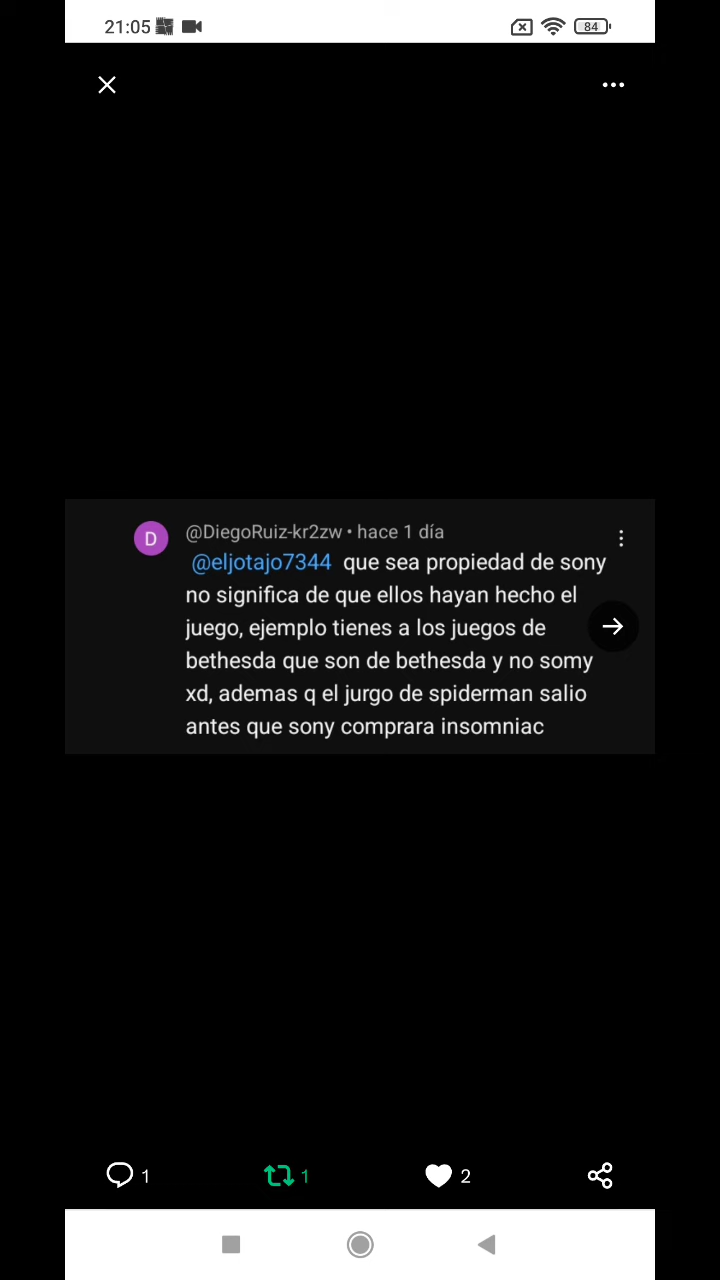 21:05
84
@DiegoRuiz-kr2zw • hace 1 día
@eljotajo7344 que sea propiedad de sony
no significa de que ellos hayan hecho el
juego, ejemplo tienes a los juegos de
bethesda que son de bethesda y no somy
xd, ademas q el jurgo de spiderman salio
antes que sony comprara insomniac
D
1
1
2